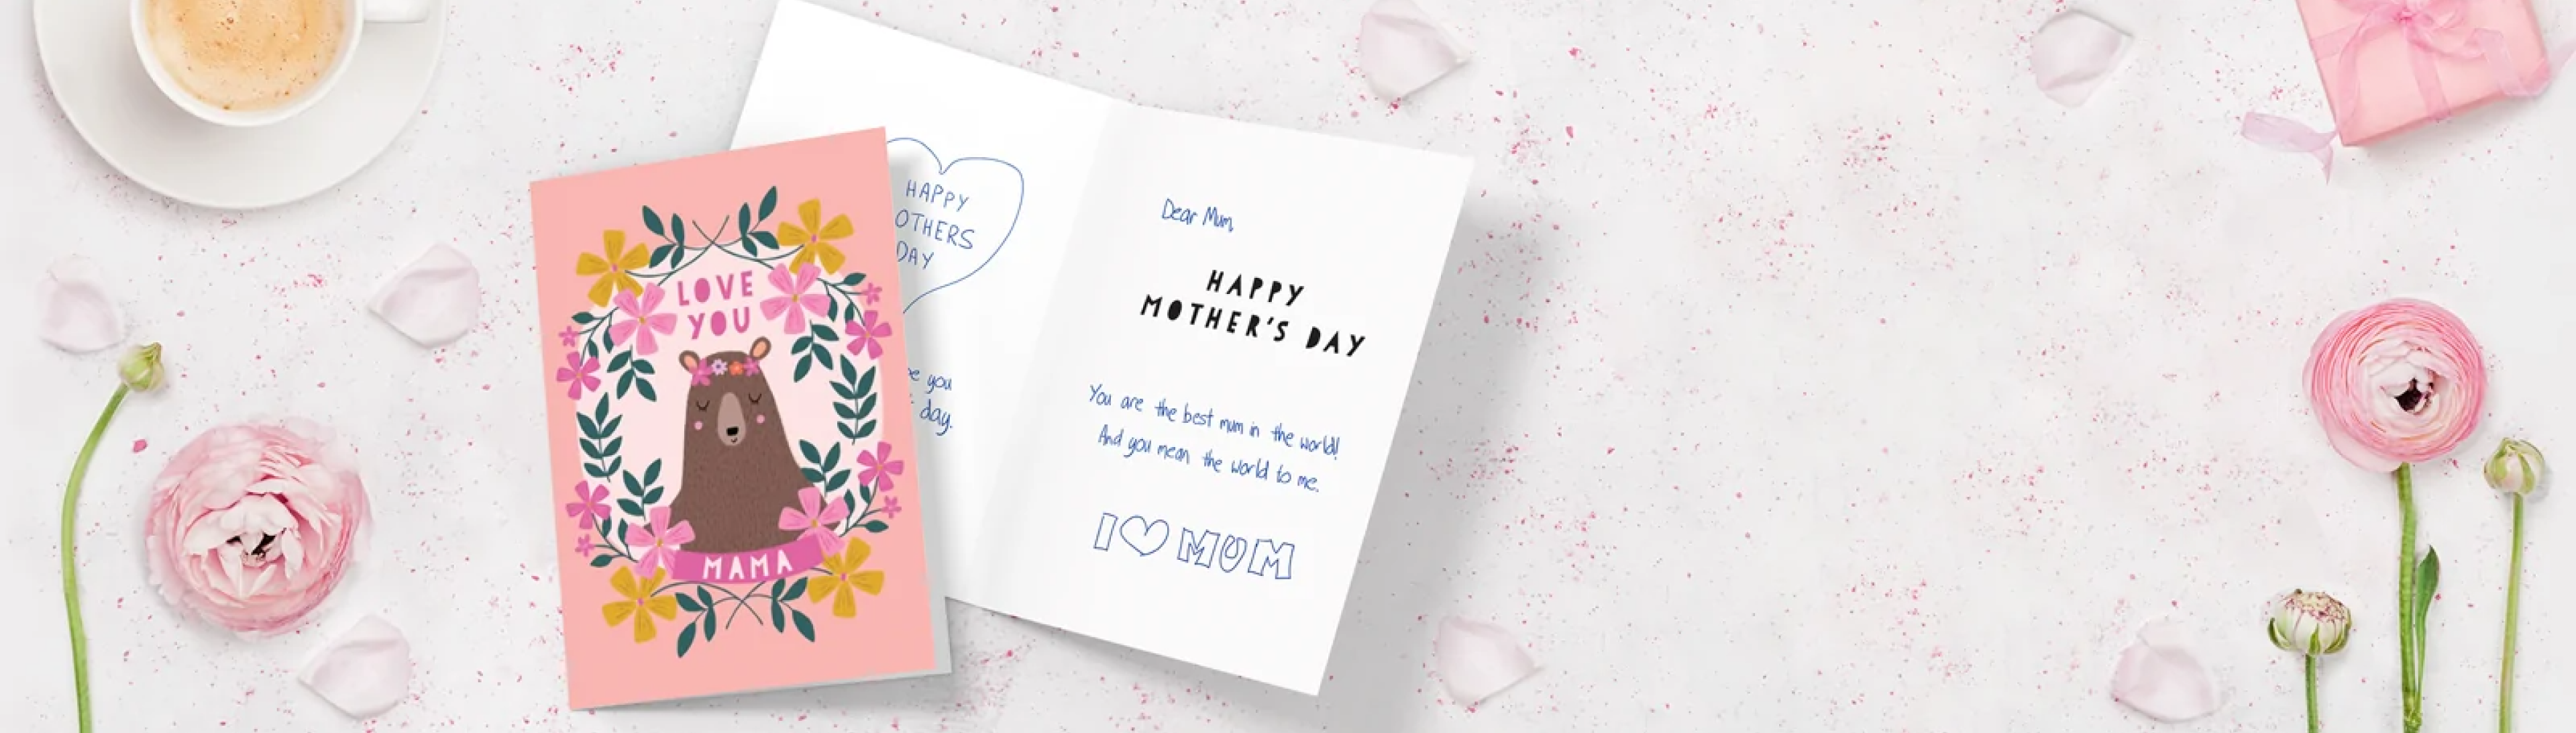 LOVE
YOU
MAMA
HAPPY
OTHERS
DAY
you
day.
Dear Mum,
HAPPY
MOTHER'S DAY
You are the best mum in the world!
And you mean the world to me.
I ♡ MUM